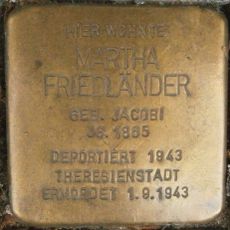 HIER WOHNTE
MARTHA
FRIEDLÄNDER
GEB. JACOBI
JG. 1865
DEPORTIERT 1943
THERESIENSTADT
ERMORDET 1.9.1943